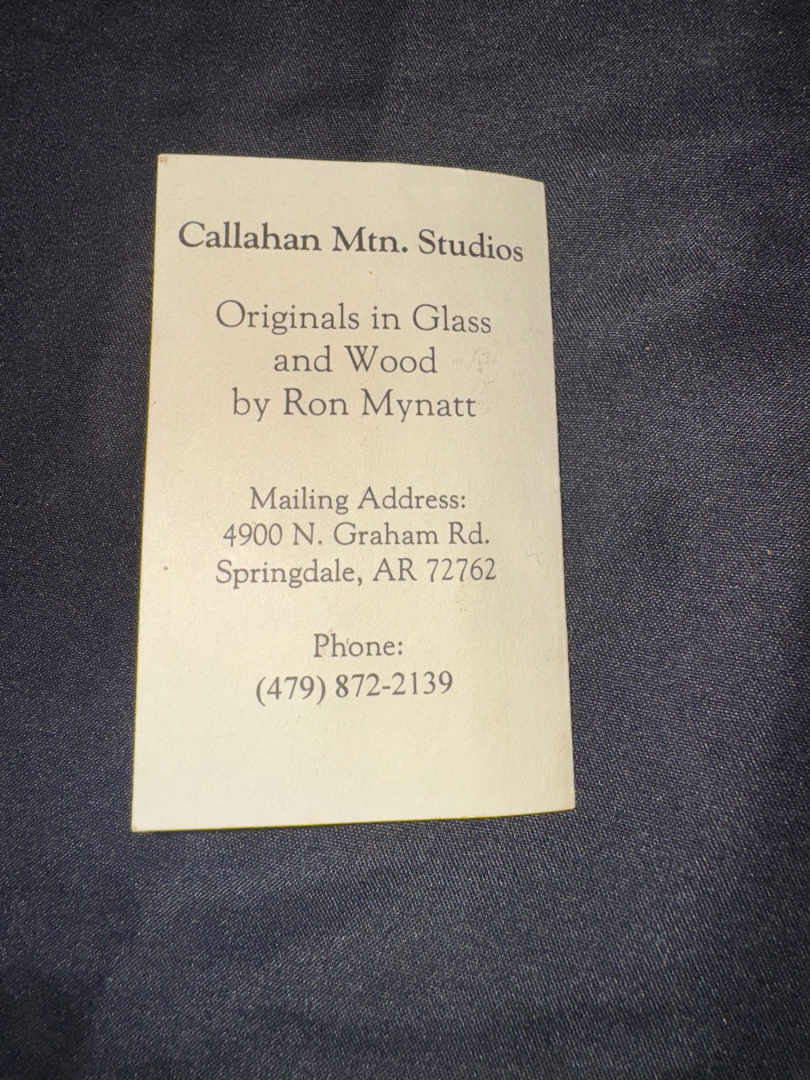 Callahan Mtn. Studios
Originals in Glass
and Wood
by Ron Mynatt
Mailing Address:
4900 N. Graham Rd.
Springdale, AR 72762
Phone:
(479) 872-2139